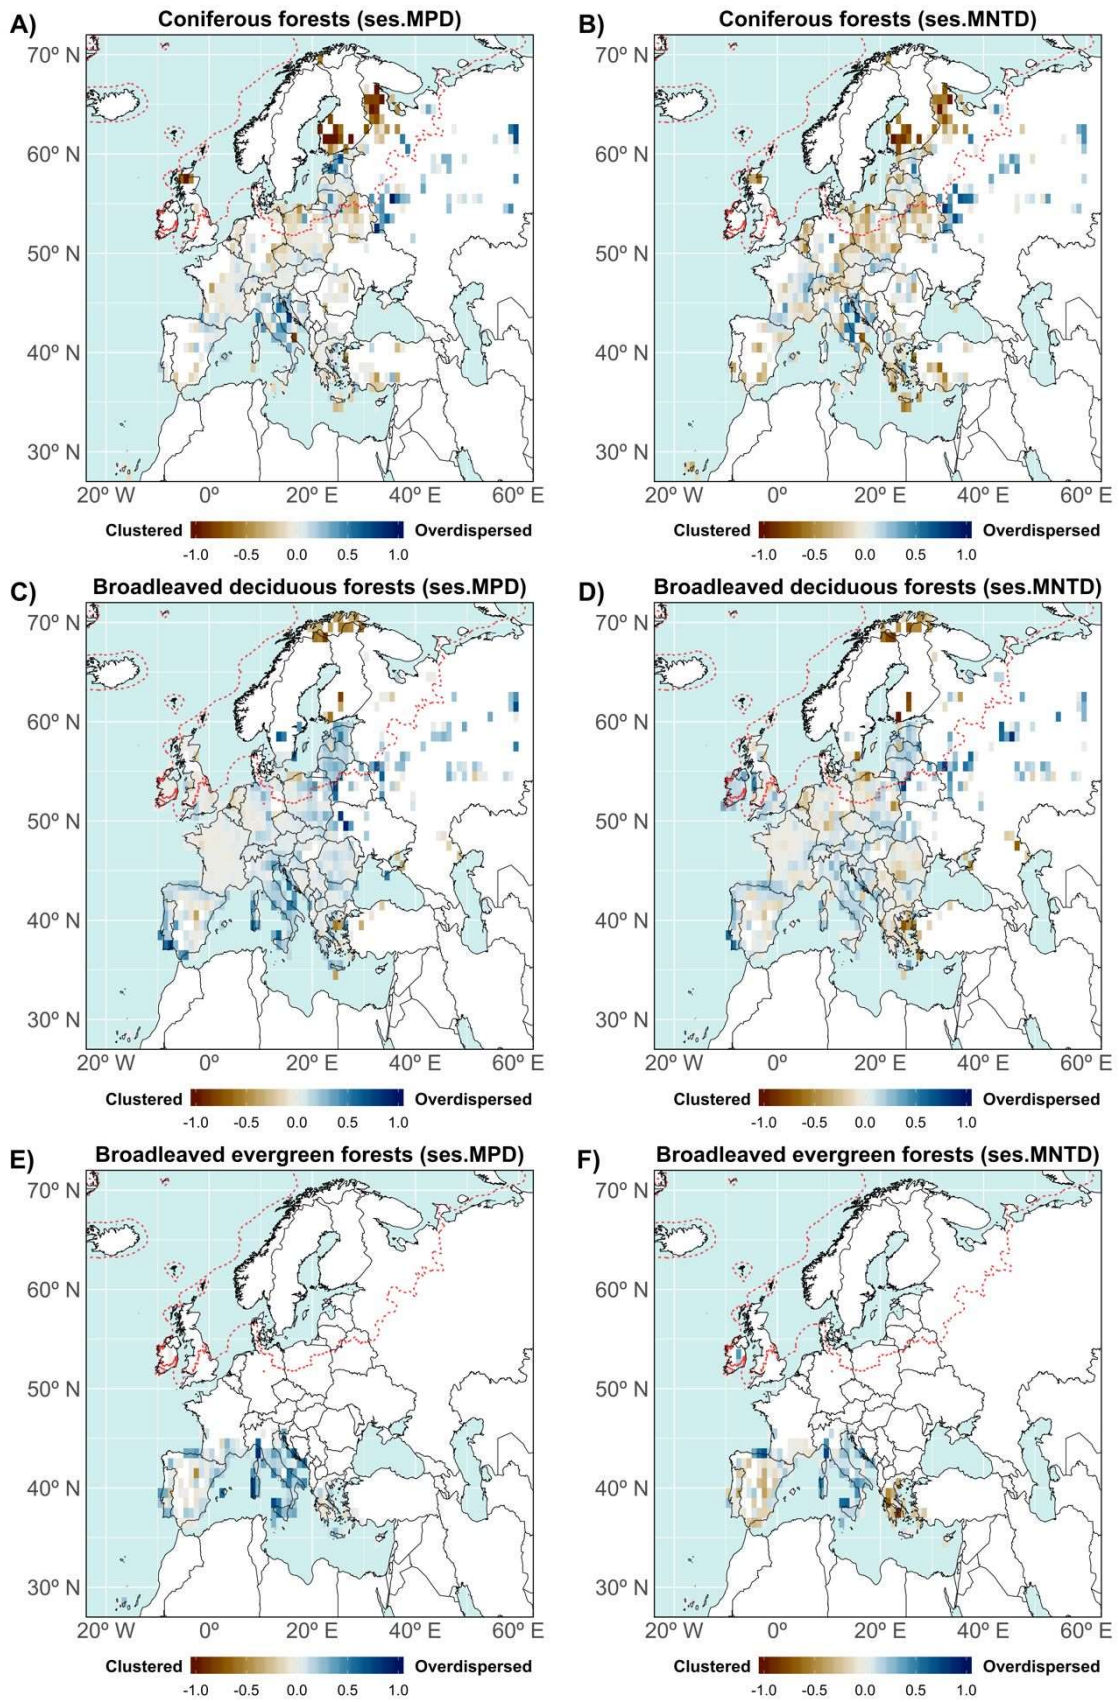 A) Coniferous forests (ses.MPD)
70º N
60º N
50º N
40º N
30º N
20º W 0º 20º E 40º E 60º E
Clustered Overdispersed
-1.0 -0.5 0.0 0.5 1.0
B) Coniferous forests (ses.MNTD)
70º N
60º N
50º N
40º N
30º N
20º W 0º 20º E 40º E 60º E
Clustered Overdispersed
-1.0 -0.5 0.0 0.5 1.0
C) Broadleaved deciduous forests (ses.MPD)
70º N
60º N
50º N
40º N
30º N
20º W 0º 20º E 40º E 60º E
Clustered Overdispersed
-1.0 -0.5 0.0 0.5 1.0
D) Broadleaved deciduous forests (ses.MNTD)
70º N
60º N
50º N
40º N
30º N
20º W 0º 20º E 40º E 60º E
Clustered Overdispersed
-1.0 -0.5 0.0 0.5 1.0
E) Broadleaved evergreen forests (ses.MPD)
70º N
60º N
50º N
40º N
30º N
20º W 0º 20º E 40º E 60º E
Clustered Overdispersed
-1.0 -0.5 0.0 0.5 1.0
F) Broadleaved evergreen forests (ses.MNTD)
70º N
60º N
50º N
40º N
30º N
20º W 0º 20º E 40º E 60º E
Clustered Overdispersed
-1.0 -0.5 0.0 0.5 1.0